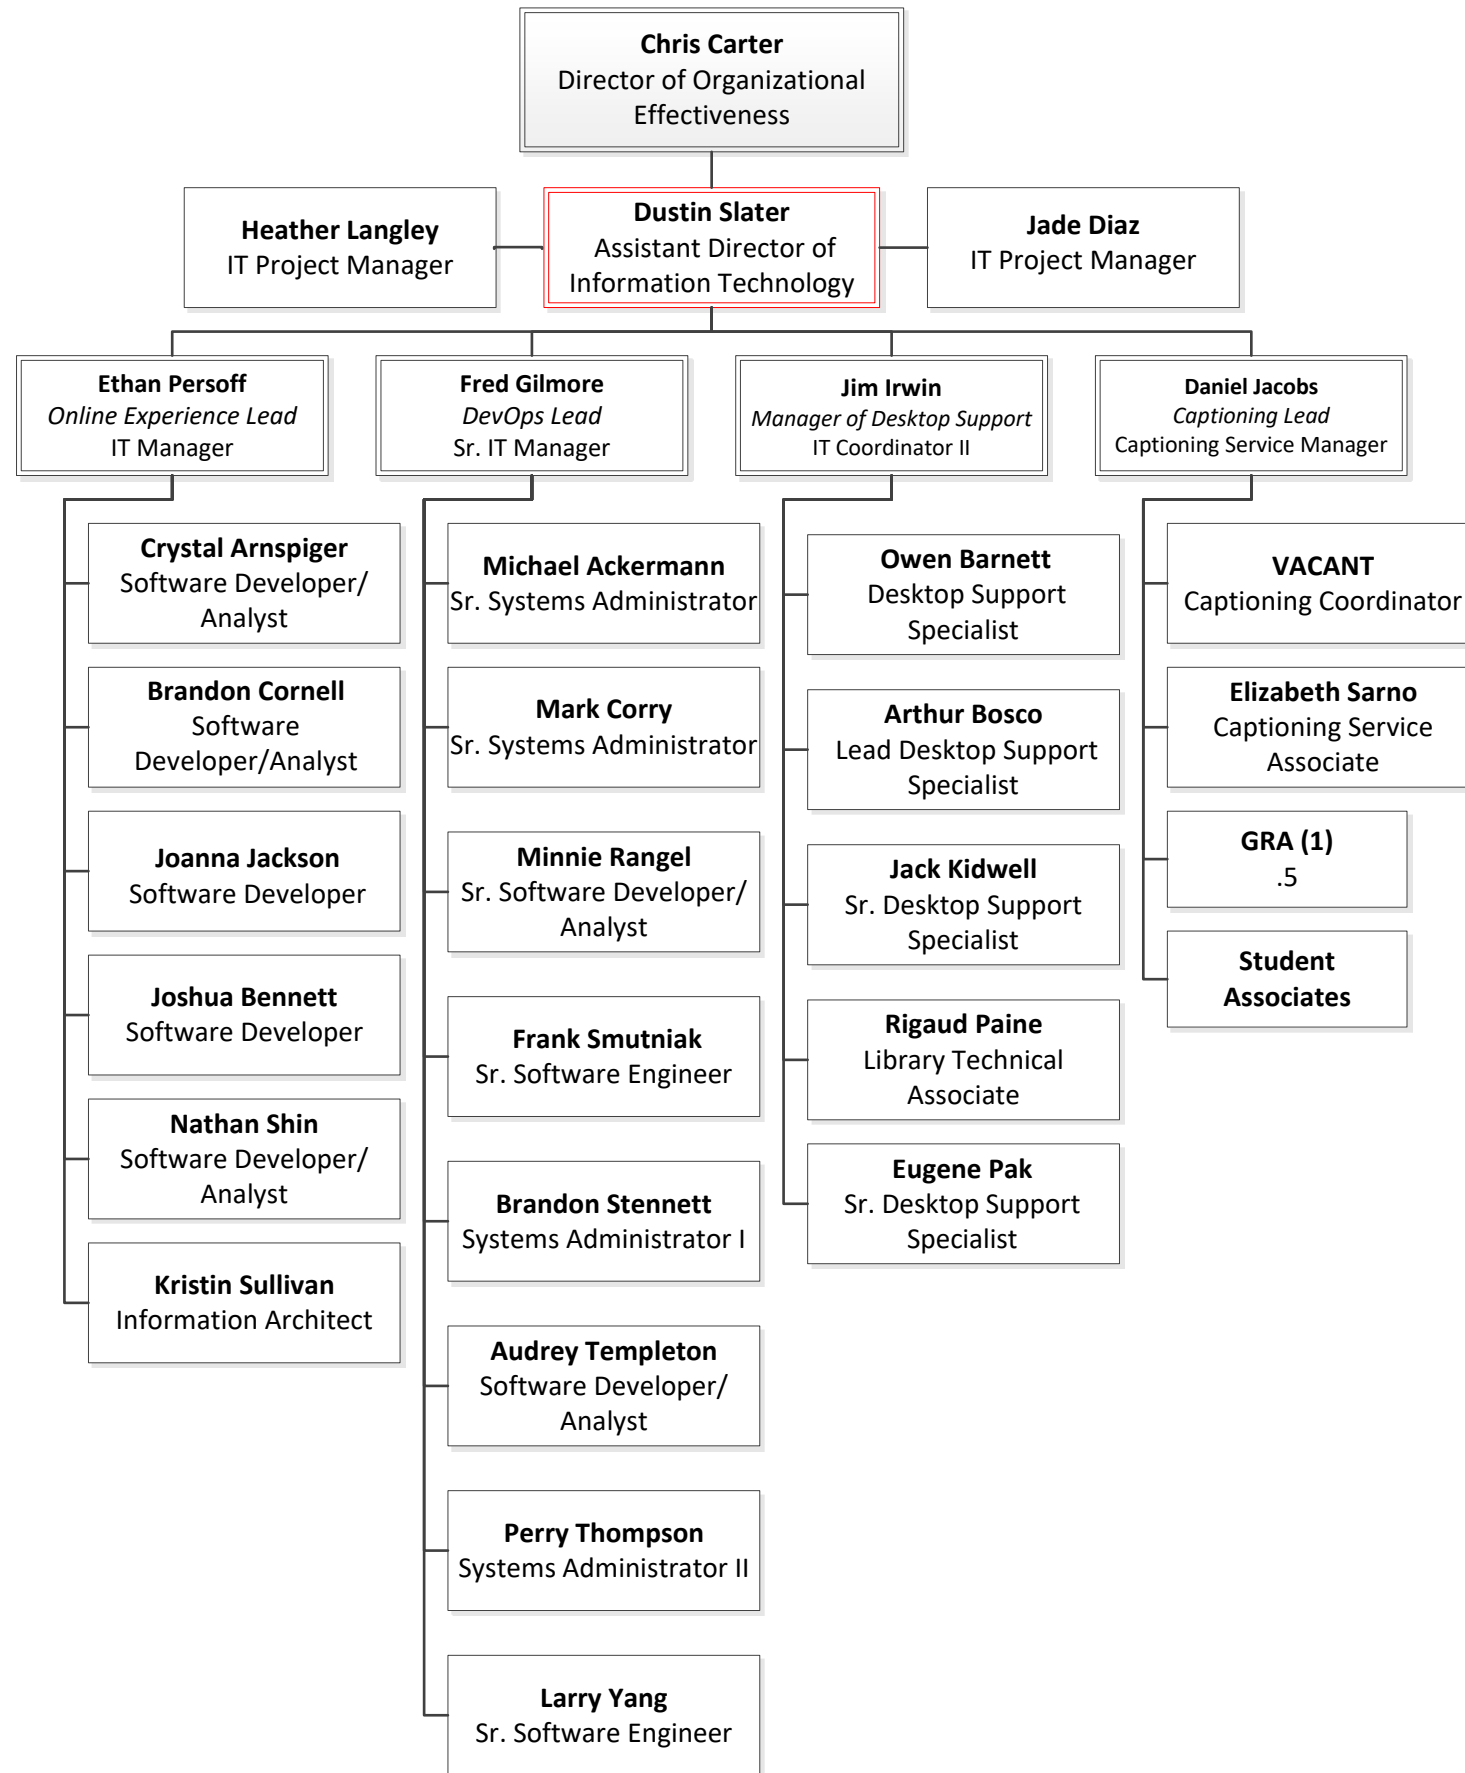 Chris Carter
Director of Organizational
Effectiveness
Heather Langley
IT Project Manager
Dustin Slater
Assistant Director of
Information Technology
Jade Diaz
IT Project Manager
Ethan Persoff
Online Experience Lead
IT Manager
Fred Gilmore
DevOps Lead
Sr. IT Manager
Jim Irwin
Manager of Desktop Support
IT Coordinator II
Daniel Jacobs
Captioning Lead
Captioning Service Manager
Crystal Arnspiger
Software Developer/
Analyst
Brandon Cornell
Software
Developer/Analyst
Joanna Jackson
Software Developer
Joshua Bennett
Software Developer
Nathan Shin
Software Developer/
Analyst
Kristin Sullivan
Information Architect
Michael Ackermann
Sr. Systems Administrator
Mark Corry
Sr. Systems Administrator
Minnie Rangel
Sr. Software Developer/
Analyst
Frank Smutniak
Sr. Software Engineer
Brandon Stennett
Systems Administrator I
Audrey Templeton
Software Developer/
Analyst
Perry Thompson
Systems Administrator II
Larry Yang
Sr. Software Engineer
Owen Barnett
Desktop Support
Specialist
Arthur Bosco
Lead Desktop Support
Specialist
Jack Kidwell
Sr. Desktop Support
Specialist
Rigaud Paine
Library Technical
Associate
Eugene Pak
Sr. Desktop Support
Specialist
VACANT
Captioning Coordinator
Elizabeth Sarno
Captioning Service
Associate
GRA (1)
.5
Student
Associates